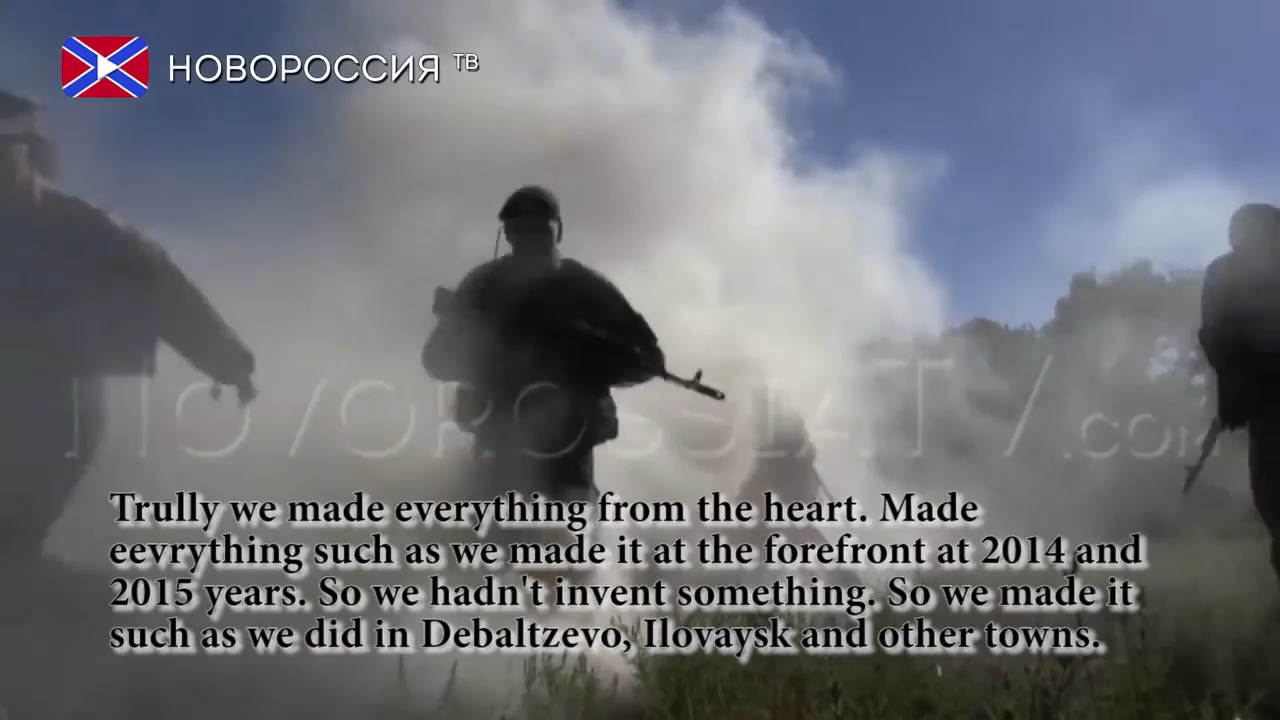 НОВОРОССИЯ ТВ
NOVOROSSIATV.com
Trully we made everything from the heart. Made
eevrything such as we made it at the forefront at 2014 and
2015 years. So we hadn't invent something. So we made it
such as we did in Debaltzevo, Ilovaysk and other towns.